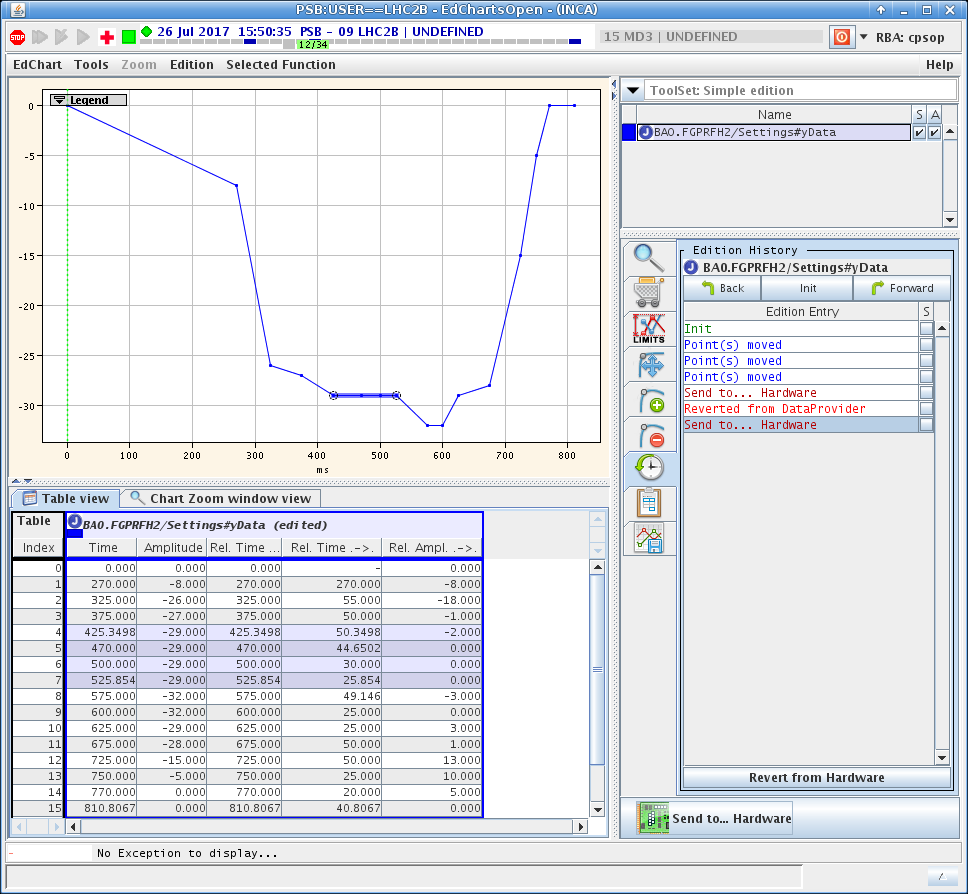 PSB:USER==LHC2B - EdChartsOpen - (INCA)
STOP 26 Jul 2017 15:50:35 PSB - 09 LHC2B | UNDEFINED 15 MD3 | UNDEFINED RBA: cpsop
12/34
EdChart Tools Zoom Edition Selected Function Help
Legend
0
-5
-10
-15
-20
-25
-30
0 100 200 300 400 500 600 700 800
ms
ToolSet: Simple edition
Name S A
J BA0.FGPRFH2/Settings#yData
LIMITS
Edition History
J BA0.FGPRFH2/Settings#yData
Back Init Forward
Edition Entry S
Init
Point(s) moved
Point(s) moved
Point(s) moved
Send to... Hardware
Reverted from DataProvider
Send to... Hardware
Revert from Hardware
Send to... Hardware
Table view Chart Zoom window view
Table J BA0.FGPRFH2/Settings#yData (edited)
Index Time Amplitude Rel. Time ... Rel. Time .->. Rel. Ampl. .->.
0 0.000 0.000 0.000 - 0.000
1 270.000 -8.000 270.000 270.000 -8.000
2 325.000 -26.000 325.000 55.000 -18.000
3 375.000 -27.000 375.000 50.000 -1.000
4 425.3498 -29.000 425.3498 50.3498 -2.000
5 470.000 -29.000 470.000 44.6502 0.000
6 500.000 -29.000 500.000 30.000 0.000
7 525.854 -29.000 525.854 25.854 0.000
8 575.000 -32.000 575.000 49.146 -3.000
9 600.000 -32.000 600.000 25.000 0.000
10 625.000 -29.000 625.000 25.000 3.000
11 675.000 -28.000 675.000 50.000 1.000
12 725.000 -15.000 725.000 50.000 13.000
13 750.000 -5.000 750.000 25.000 10.000
14 770.000 0.000 770.000 20.000 5.000
15 810.8067 0.000 810.8067 40.8067 0.000
- No Exception to display...